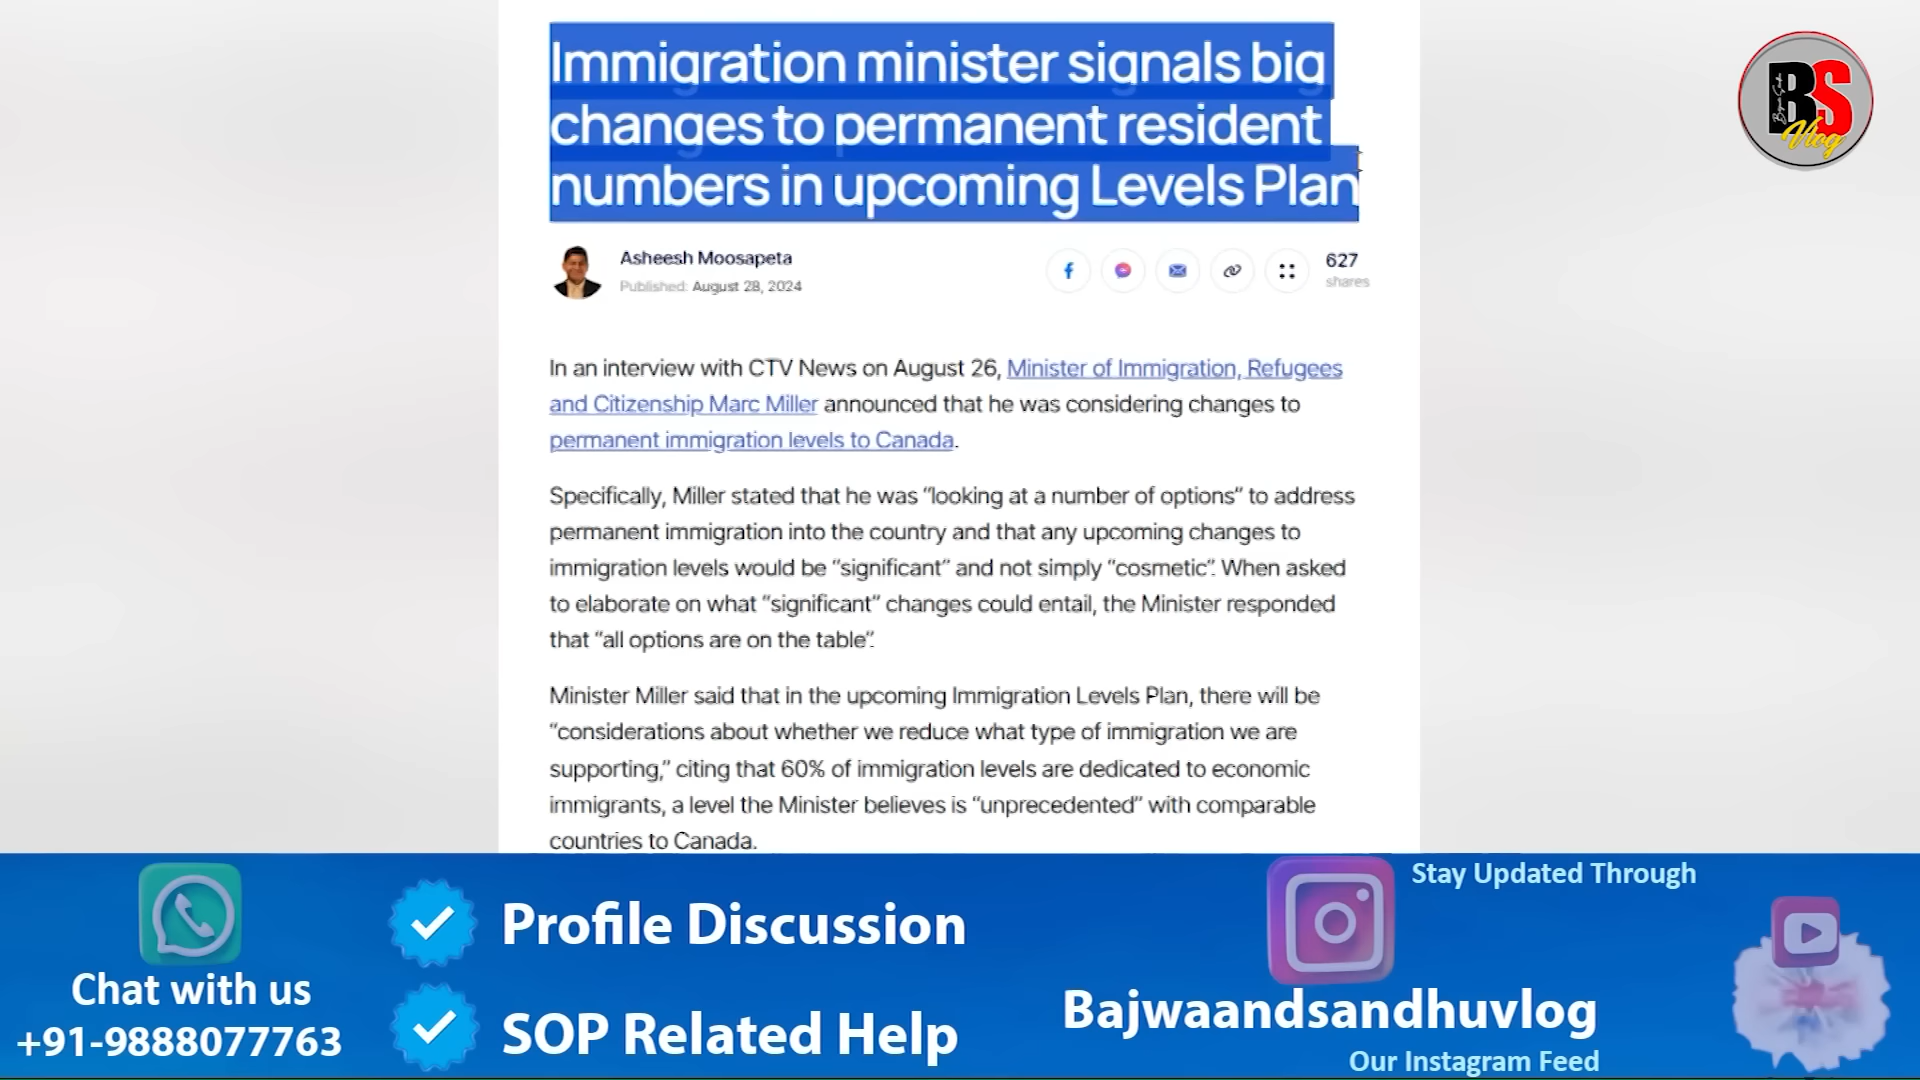 Immigration minister signals big
changes to permanent resident
numbers in upcoming Levels Plan
BS
Vlog
Asheesh Moosapeta
Published: August 28, 2024
627
shares
In an interview with CTV News on August 26, Minister of Immigration, Refugees
and Citizenship Marc Miller announced that he was considering changes to
permanent immigration levels to Canada.
Specifically, Miller stated that he was “looking at a number of options” to address
permanent immigration into the country and that any upcoming changes to
immigration levels would be “significant” and not simply “cosmetic”. When asked
to elaborate on what “significant” changes could entail, the Minister responded
that “all options are on the table”.
Minister Miller said that in the upcoming Immigration Levels Plan, there will be
“considerations about whether we reduce what type of immigration we are
supporting,” citing that 60% of immigration levels are dedicated to economic
immigrants, a level the Minister believes is “unprecedented” with comparable
countries to Canada.
Chat with us
+91-9888077763
Profile Discussion
SOP Related Help
Stay Updated Through
Bajwaandsandhuvlog
Our Instagram Feed